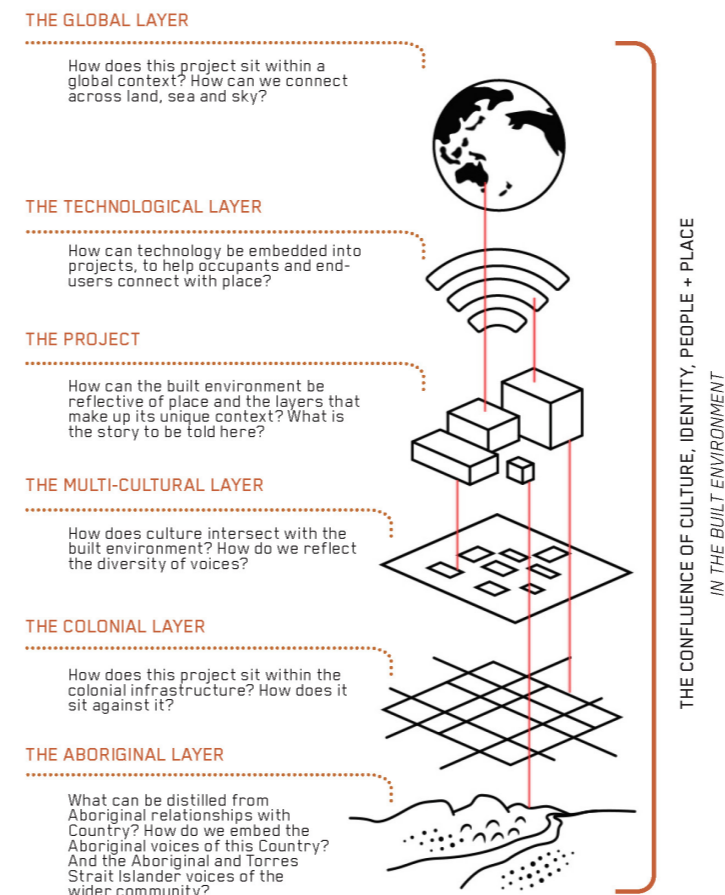 THE GLOBAL LAYER
How does this project sit within a
global context? How can we connect
across land, sea and sky?
THE TECHNOLOGICAL LAYER
How can technology be embedded into
projects, to help occupants and end-
users connect with place?
THE PROJECT
How can the built environment be
reflective of place and the layers that
make up its unique context? What is
the story to be told here?
THE MULTI-CULTURAL LAYER
How does culture intersect with the
built environment? How do we reflect
the diversity of voices?
THE COLONIAL LAYER
How does this project sit within the
colonial infrastructure? How does it
sit against it?
THE ABORIGINAL LAYER
What can be distilled from
Aboriginal relationships with
Country? How do we embed the
Aboriginal voices of this Country?
And the Aboriginal and Torres
Strait Islander voices of the
wider community?
THE CONFLUENCE OF CULTURE, IDENTITY, PEOPLE + PLACE
IN THE BUILT ENVIRONMENT